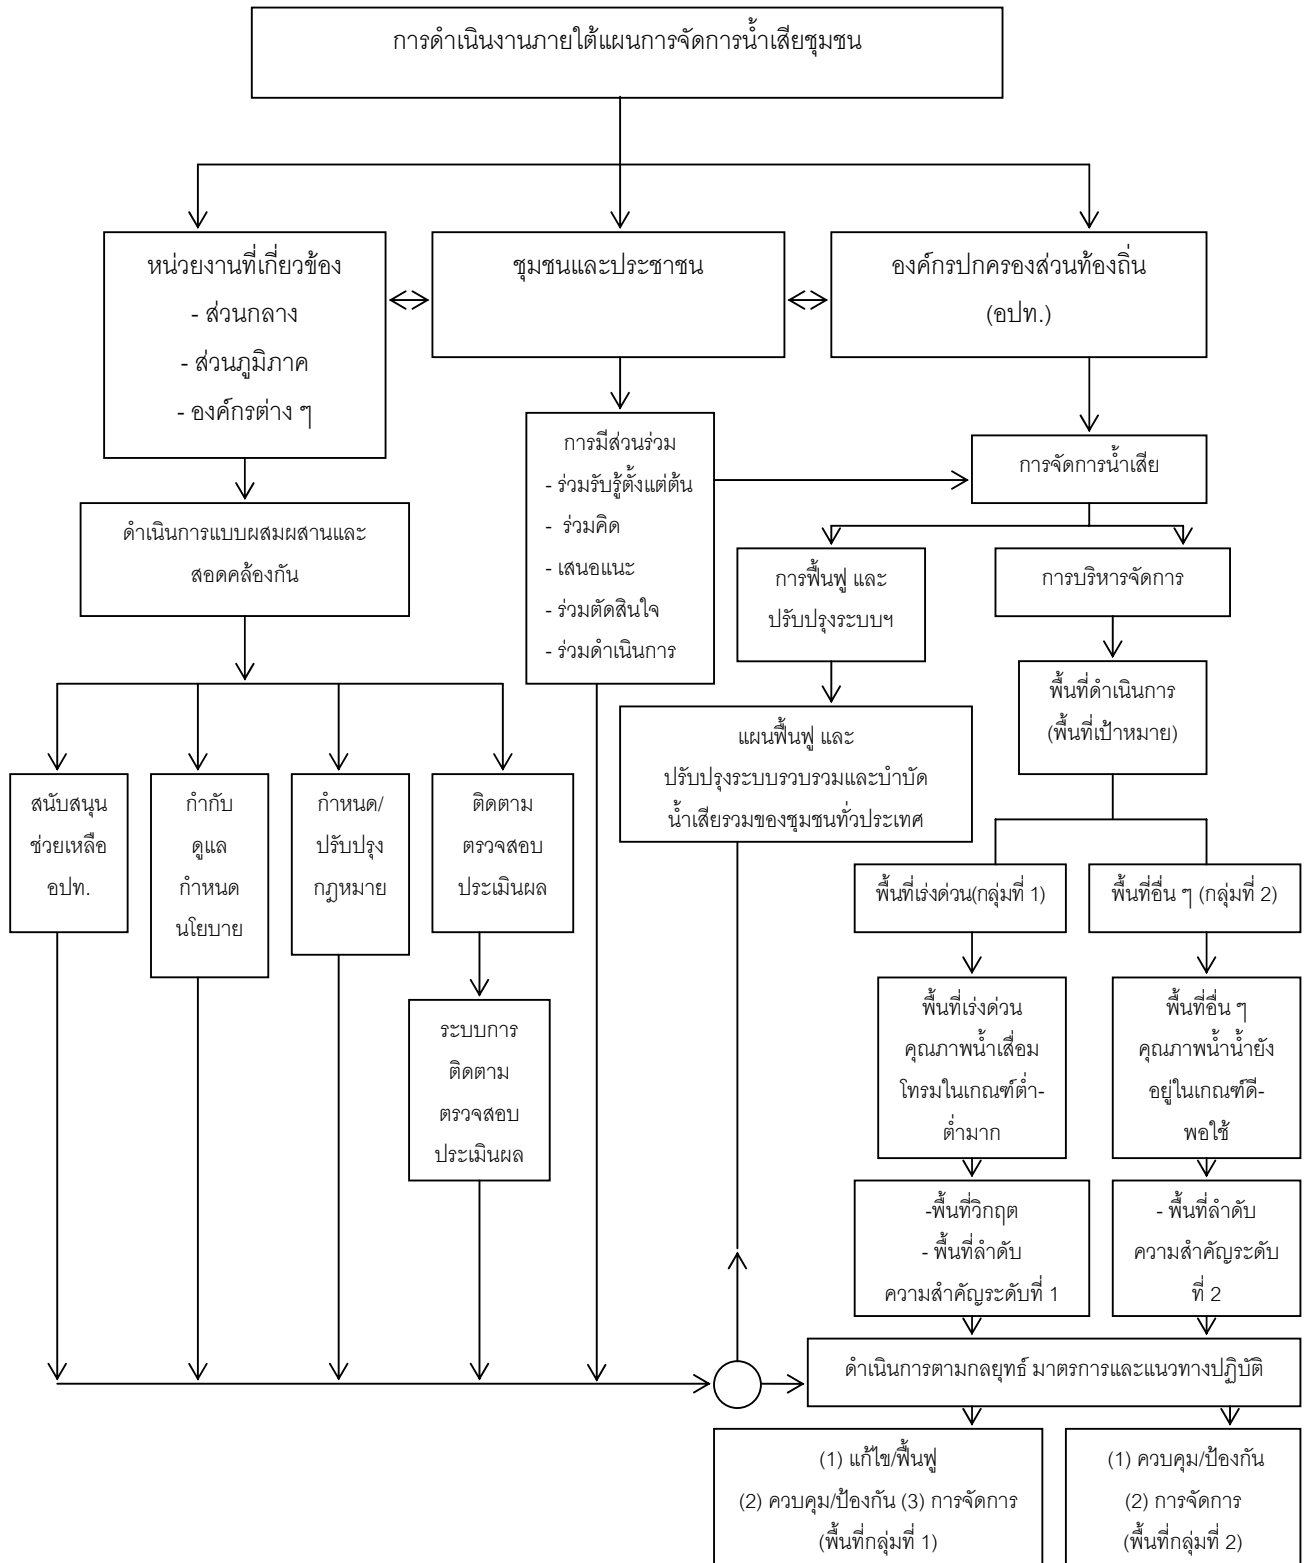 การดำเนินงานภายใต้แผนการจัดการน้ำเสียชุมชน
หน่วยงานที่เกี่ยวข้อง
- ส่วนกลาง
- ส่วนภูมิภาค
- องค์กรต่าง ๆ
ชุมชนและประชาชน
องค์กรปกครองส่วนท้องถิ่น
(อปท.)
ดำเนินการแบบผสมผสานและ
สอดคล้องกัน
การมีส่วนร่วม
- ร่วมรับรู้ตั้งแต่ต้น
- ร่วมคิด
- เสนอแนะ
- ร่วมตัดสินใจ
- ร่วมดำเนินการ
การจัดการน้ำเสีย
การฟื้นฟู และ
ปรับปรุงระบบฯ
การบริหารจัดการ
แผนฟื้นฟู และ
ปรับปรุงระบบรวบรวมและบำบัด
น้ำเสียรวมของชุมชนทั่วประเทศ
พื้นที่ดำเนินการ
(พื้นที่เป้าหมาย)
สนับสนุน
ช่วยเหลือ
อปท.
กำกับ
ดูแล
กำหนด
นโยบาย
กำหนด/
ปรับปรุง
กฎหมาย
ติดตาม
ตรวจสอบ
ประเมินผล
ระบบการ
ติดตาม
ตรวจสอบ
ประเมินผล
พื้นที่เร่งด่วน(กลุ่มที่ 1)
พื้นที่อื่น ๆ (กลุ่มที่ 2)
พื้นที่เร่งด่วน
คุณภาพน้ำเสื่อม
โทรมในเกณฑ์ต่ำ-
ต่ำมาก
พื้นที่อื่น ๆ
คุณภาพน้ำน้ำยัง
อยู่ในเกณฑ์ดี-
พอใช้
-พื้นที่วิกฤต
- พื้นที่ลำดับ
ความสำคัญระดับที่ 1
- พื้นที่ลำดับ
ความสำคัญระดับ
ที่ 2
ดำเนินการตามกลยุทธ์ มาตรการและแนวทางปฏิบัติ
(1) แก้ไข/ฟื้นฟู
(2) ควบคุม/ป้องกัน (3) การจัดการ
(พื้นที่กลุ่มที่ 1)
(1) ควบคุม/ป้องกัน
(2) การจัดการ
(พื้นที่กลุ่มที่ 2)